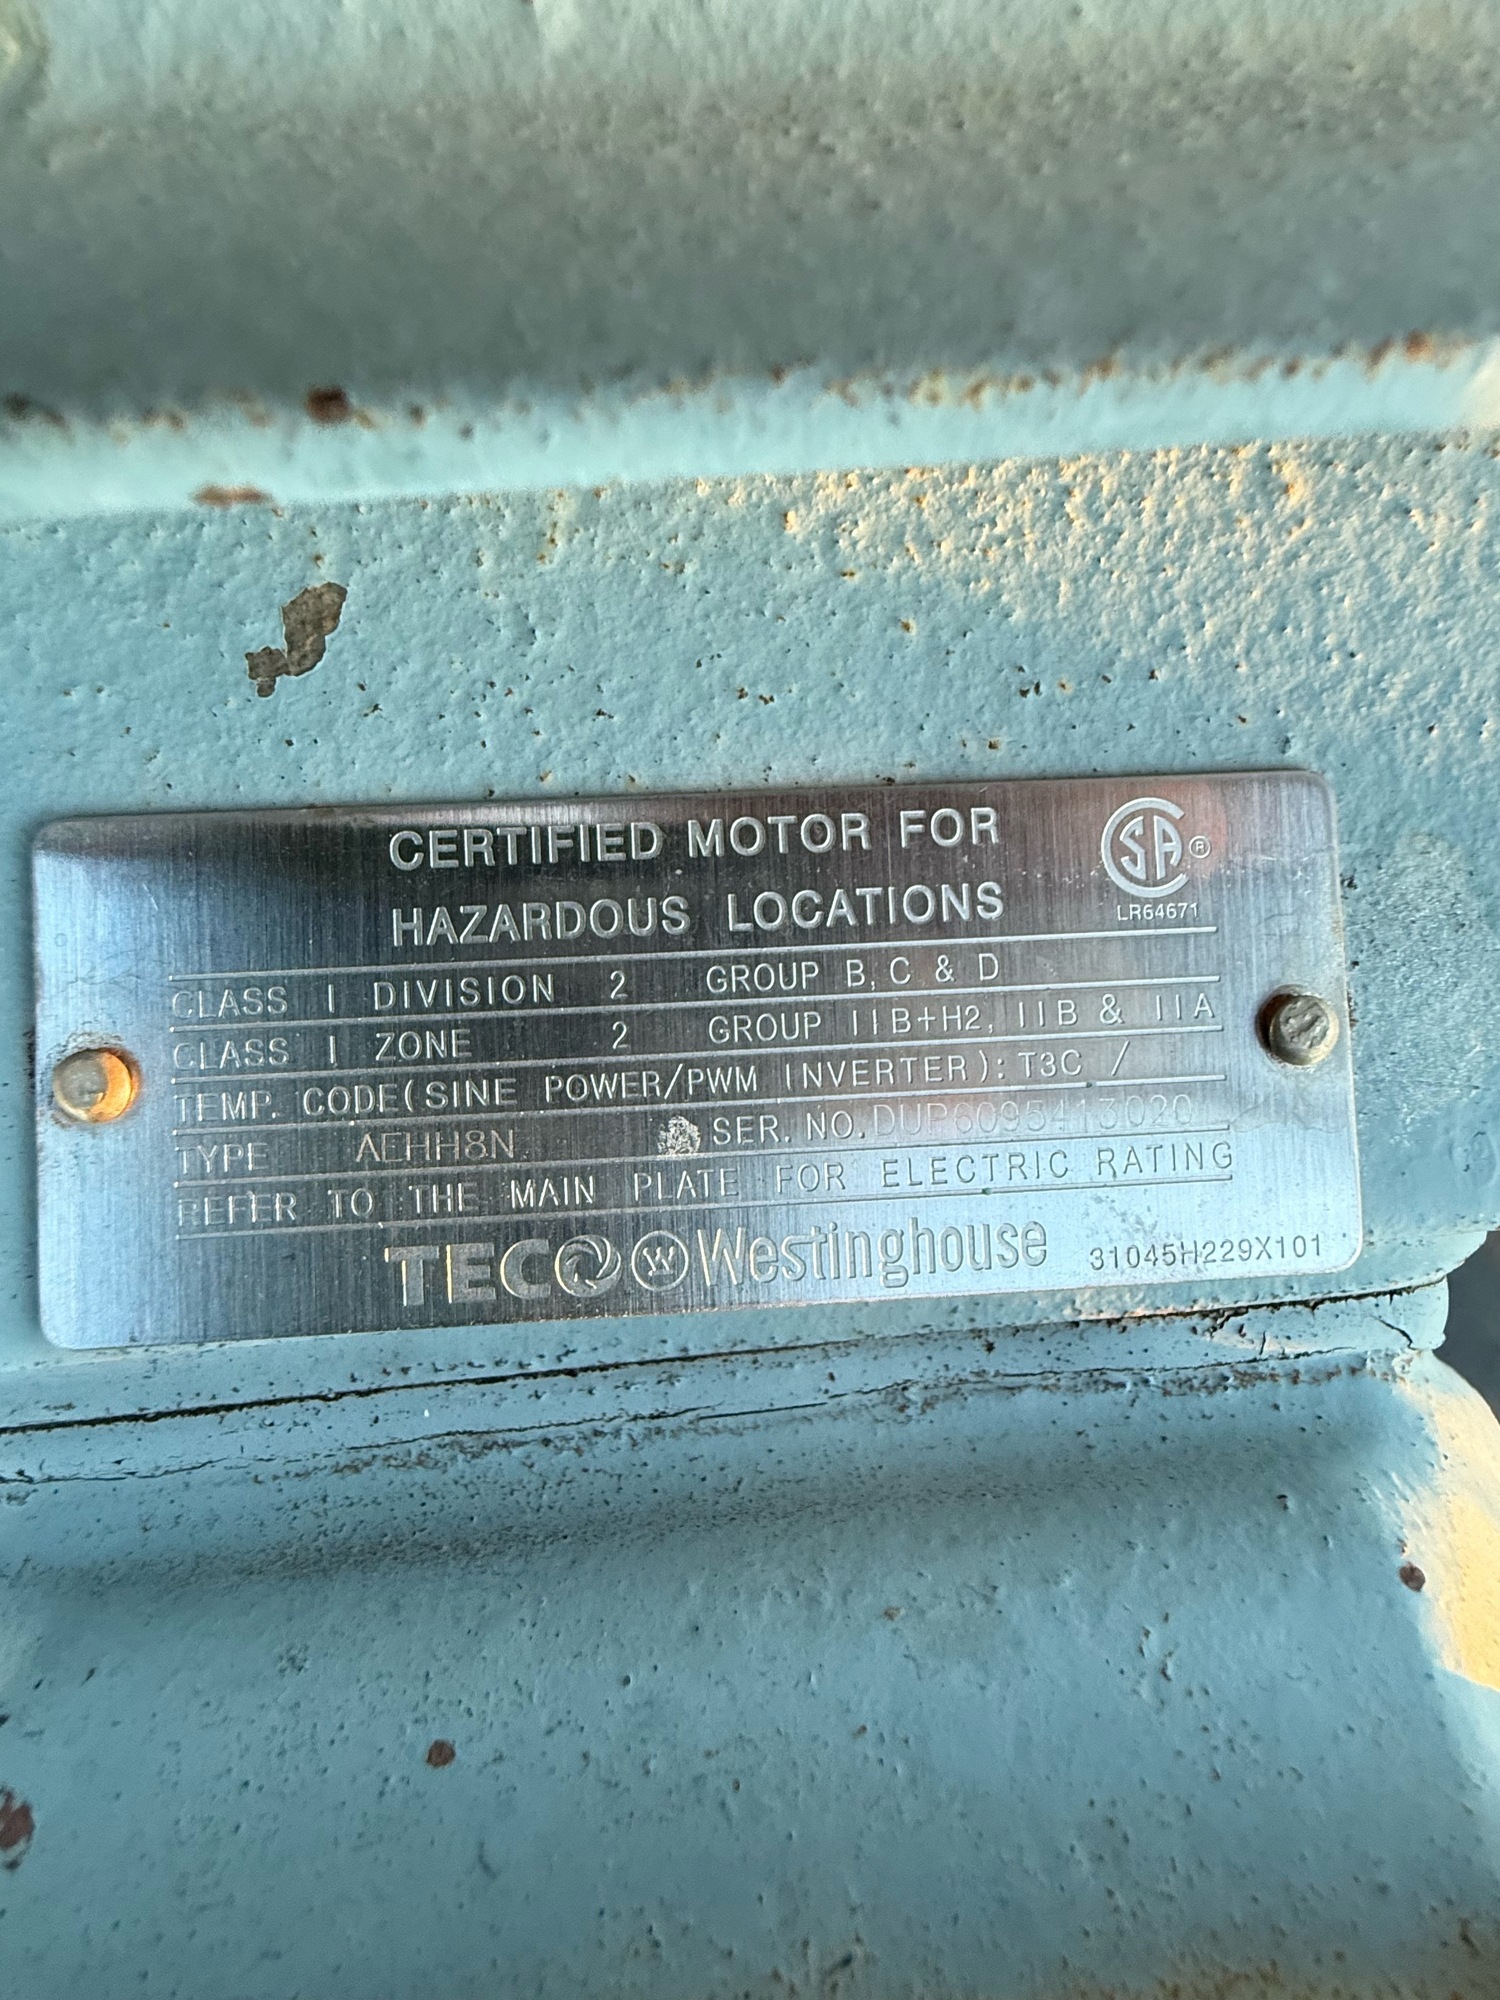 CERTIFIED MOTOR FOR
HAZARDOUS LOCATIONS
CSA ®
LR64671
CLASS I DIVISION 2 GROUP B, C & D
CLASS I ZONE 2 GROUP IIB+H2, IIB & IIA
TEMP. CODE(SINE POWER/PWM INVERTER): T3C /
TYPE AEHH8N SER. NO. DUP6095413020
REFER TO THE MAIN PLATE FOR ELECTRIC RATING
TECO W Westinghouse 31045H229X101